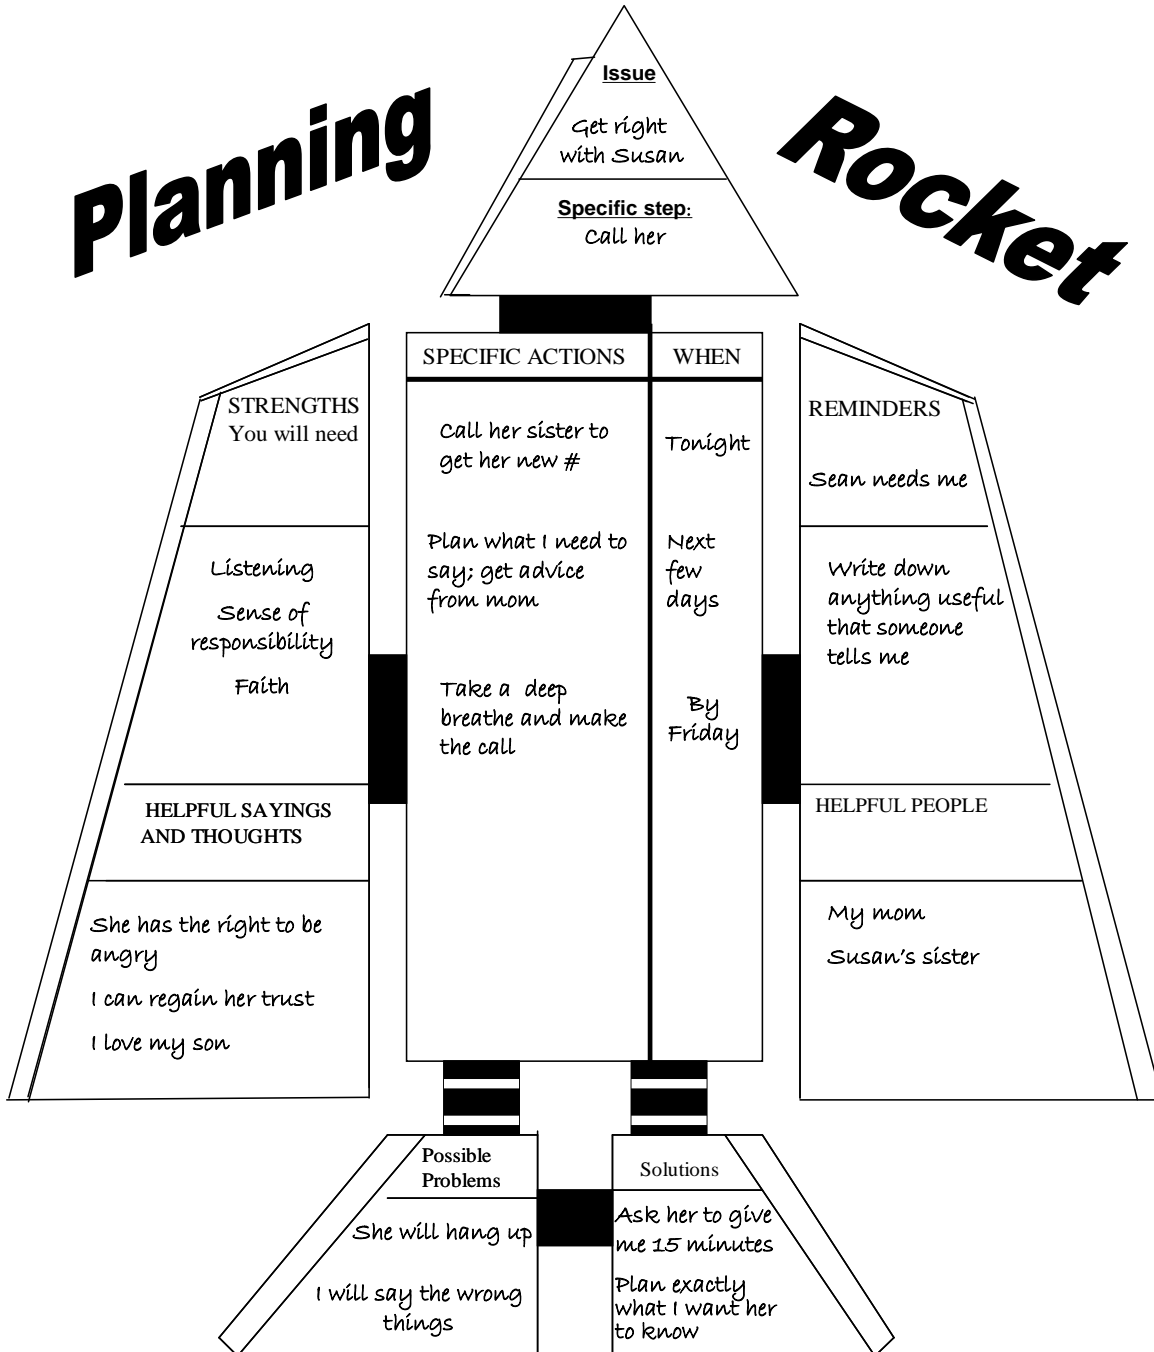 Planning
Rocket
Issue
Get right
with Susan
Specific step:
Call her
SPECIFIC ACTIONS
WHEN
Call her sister to
get her new #
Tonight
Plan what I need to
say; get advice
from mom
Next
few
days
Take a deep
breathe and make
the call
By
Friday
STRENGTHS
You will need
Listening
Sense of
responsibility
Faith
HELPFUL SAYINGS
AND THOUGHTS
She has the right to be
angry
I can regain her trust
I love my son
REMINDERS
Sean needs me
Write down
anything useful
that someone
tells me
HELPFUL PEOPLE
My mom
Susan's sister
Possible
Problems
She will hang up
I will say the wrong
things
Solutions
Ask her to give
me 15 minutes
Plan exactly
what I want her
to know